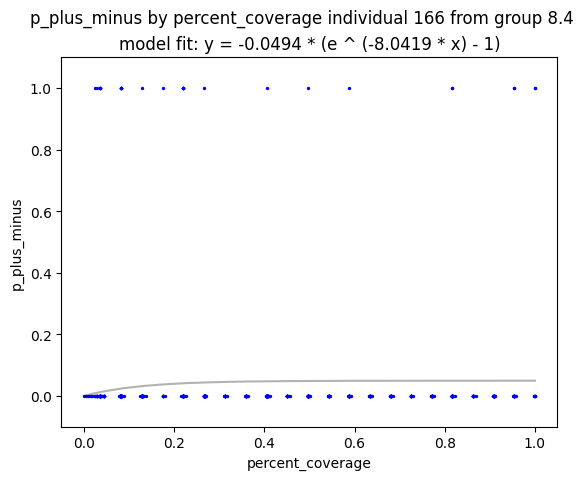 p_plus_minus by percent_coverage individual 166 from group 8.4
model fit: y = -0.0494 * (e ^ (-8.0419 * x) - 1)
1.0
0.8
0.6
0.4
0.2
0.0
p_plus_minus
0.0 0.2 0.4 0.6 0.8 1.0
percent_coverage